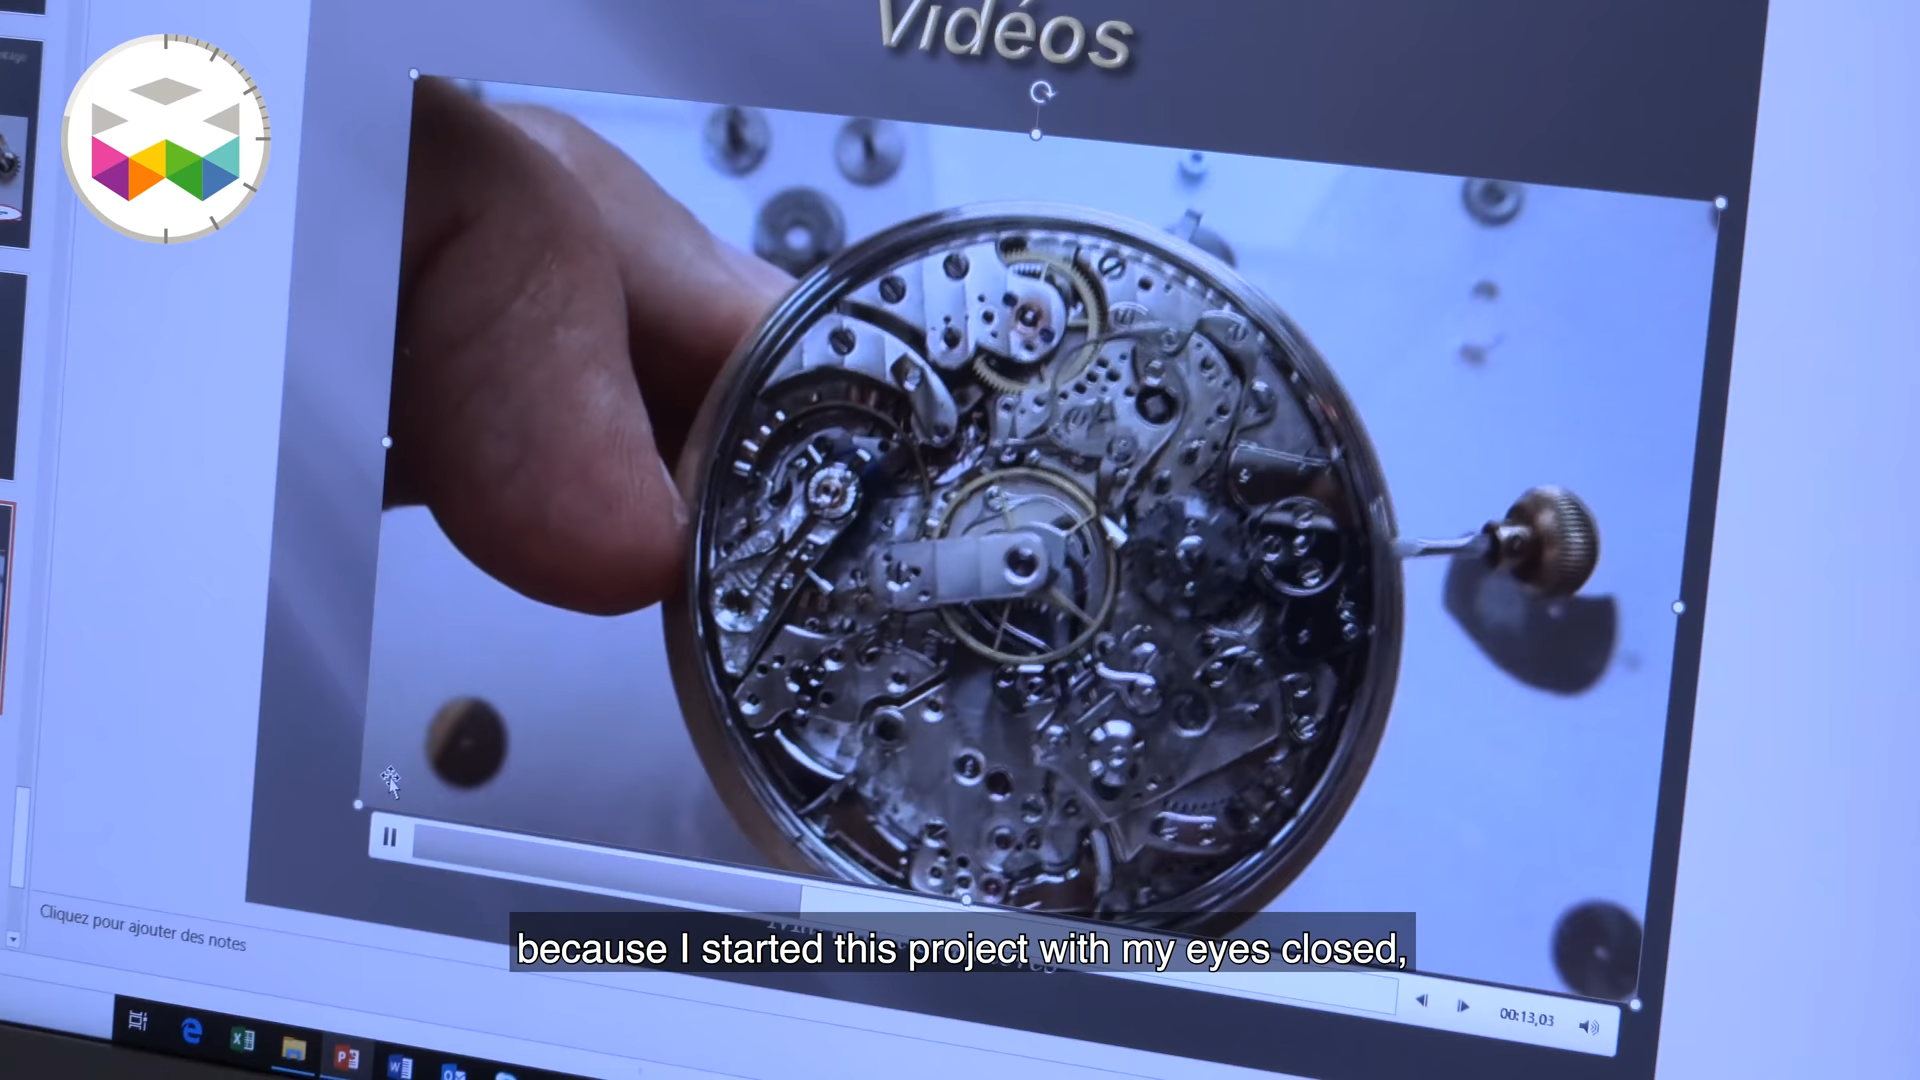 Vidéos
Cliquez pour ajouter des notes
because I started this project with my eyes closed,
00:13,03